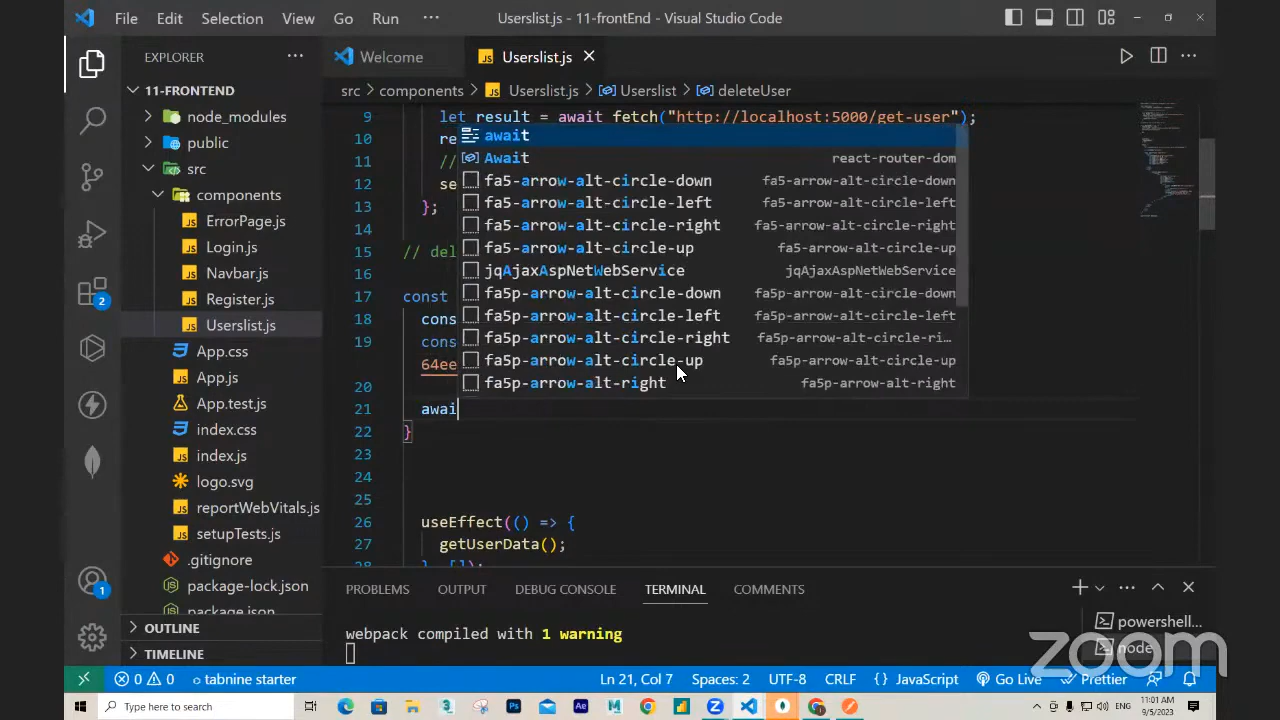 File Edit Selection View Go Run ··· Userslist.js - 11-frontEnd - Visual Studio Code
EXPLORER ···
Welcome
Userslist.js
11-FRONTEND
src > components > Userslist.js > Userslist > deleteUser
node_modules
public
src
components
ErrorPage.js
Login.js
Navbar.js
Register.js
Userslist.js
App.css
App.js
App.test.js
index.css
index.js
logo.svg
reportWebVitals.js
setupTests.js
.gitignore
package-lock.json
package.json
OUTLINE
TIMELINE
2
1
9 let result = await fetch("http://localhost:5000/get-user");
10 re
11 //
12 se
13 };
14
15 // del
16
17 const
18 cons
19 cons
64ee
20
21 awai
22 }
23
24
25
26 useEffect(() => {
27 getUserData();
28 }, []);
await
Await react-router-dom
fa5-arrow-alt-circle-down fa5-arrow-alt-circle-down
fa5-arrow-alt-circle-left fa5-arrow-alt-circle-left
fa5-arrow-alt-circle-right fa5-arrow-alt-circle-right
fa5-arrow-alt-circle-up fa5-arrow-alt-circle-up
jqAjaxAspNetWebService jqAjaxAspNetWebService
fa5p-arrow-alt-circle-down fa5p-arrow-alt-circle-down
fa5p-arrow-alt-circle-left fa5p-arrow-alt-circle-left
fa5p-arrow-alt-circle-right fa5p-arrow-alt-circle-ri...
fa5p-arrow-alt-circle-up fa5p-arrow-alt-circle-up
fa5p-arrow-alt-right fa5p-arrow-alt-right
PROBLEMS OUTPUT DEBUG CONSOLE TERMINAL COMMENTS
webpack compiled with 1 warning
powershell...
node
zoom
0 0 tabnine starter Ln 21, Col 7 Spaces: 2 UTF-8 CRLF {} JavaScript Go Live Prettier
Type here to search
11:01 AM
9/5/2023